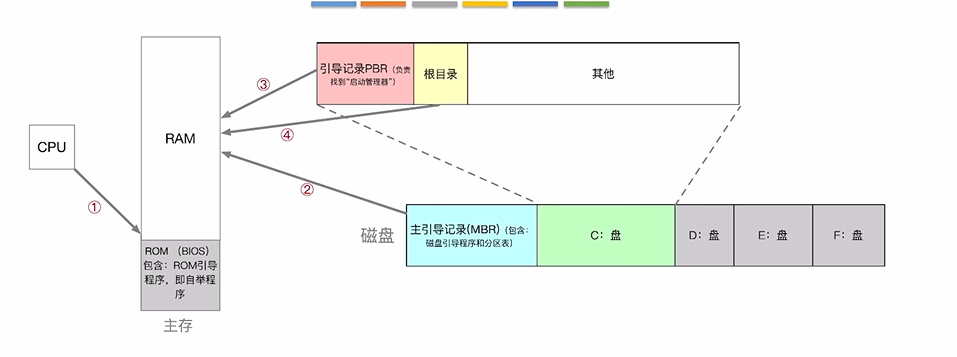 引导记录PBR（负责
找到“启动管理器”）
根目录
其他
③
④
RAM
CPU
②
①
磁盘
主引导记录(MBR)（包含：
磁盘引导程序和分区表）
C：盘
D：盘
E：盘
F：盘
ROM （BIOS）
包含：ROM引导
程序，即自举程
序
主存